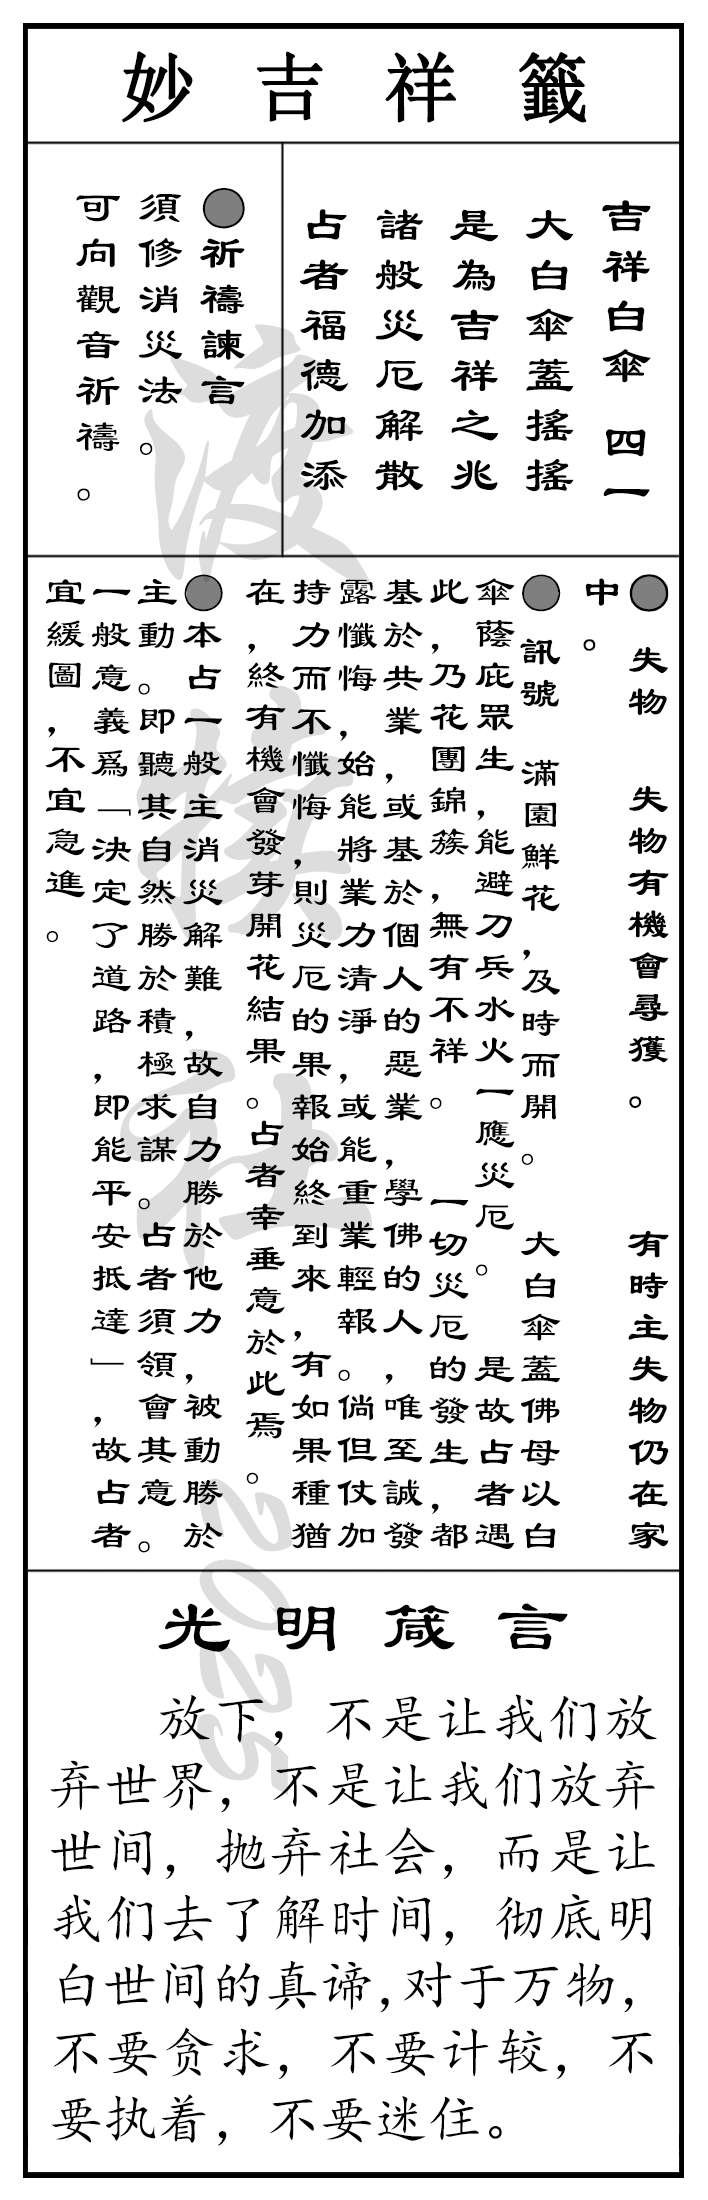 妙吉祥籤
吉祥白傘 四一
大白傘蓋搖搖
是為吉祥之兆
諸般災厄解散
占者福德加添
●祈禱諫言
須修消災法。
可向觀音祈禱。
● 失物 失物有機會尋獲。 有時主失物仍在家
中。
● 訊號 滿園鮮花,及時而開。 大白傘蓋佛母以白
傘蔭庇眾生,能避刀兵水火一應災厄。 是故占者遇
此,乃花團錦簇,無有不祥。 一切災厄的發生,都
基於共業,或基於個人的惡業,學佛的人,唯至誠發
露懺悔,始能將業力清淨,或能重業輕報。倘但仗加
持力而不懺悔,則災厄的果報始終到來,有如果種猶
在,終有機會發芽開花結果。占者幸垂意於此焉。
●本占一般主消災解難,故自力勝於他力,被動勝於
主動。即聽其自然勝於積極求謀。占者須領會其意。
一般意義爲「決定了道路,即能平安抵達」,故占者
宜緩圖,不宜急進。
光明箴言
放下，不是让我们放
弃世界，不是让我们放弃
世间，抛弃社会，而是让
我们去了解时间，彻底明
白世间的真谛,对于万物，
不要贪求，不要计较，不
要执着，不要迷住。
渡 社 2025